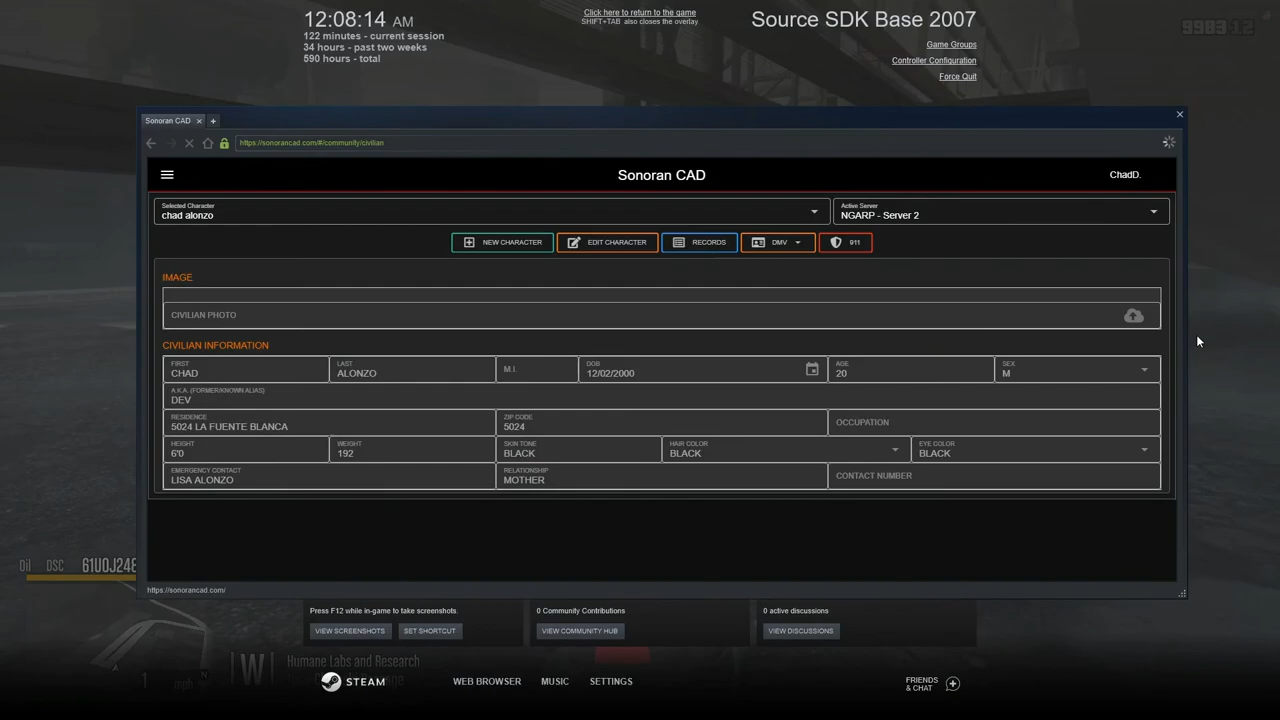 12:08:14 AM
122 minutes - current session
34 hours - past two weeks
590 hours - total
Click here to return to the game
SHIFT+TAB also closes the overlay
Source SDK Base 2007
Game Groups
Controller Configuration
Force Quit
Sonoran CAD
https://sonorancad.com/#/community/civilian
Sonoran CAD
ChadD.
Selected Character
chad alonzo
Active Server
NGARP - Server 2
NEW CHARACTER
EDIT CHARACTER
RECORDS
DMV
911
IMAGE
CIVILIAN PHOTO
CIVILIAN INFORMATION
FIRST
CHAD
LAST
ALONZO
M.I.
DOB
12/02/2000
AGE
20
SEX
M
A.K.A. (FORMER/KNOWN ALIAS)
DEV
RESIDENCE
5024 LA FUENTE BLANCA
ZIP CODE
5024
OCCUPATION
HEIGHT
6'0
WEIGHT
192
SKIN TONE
BLACK
HAIR COLOR
BLACK
EYE COLOR
BLACK
EMERGENCY CONTACT
LISA ALONZO
RELATIONSHIP
MOTHER
CONTACT NUMBER
Oil DSC 61UOJ248
https://sonorancad.com/
Press F12 while in-game to take screenshots.
VIEW SCREENSHOTS
SET SHORTCUT
0 Community Contributions
VIEW COMMUNITY HUB
0 active discussions
VIEW DISCUSSIONS
1 mph N
W
Humane Labs and Research
STEAM
WEB BROWSER
MUSIC
SETTINGS
FRIENDS
& CHAT